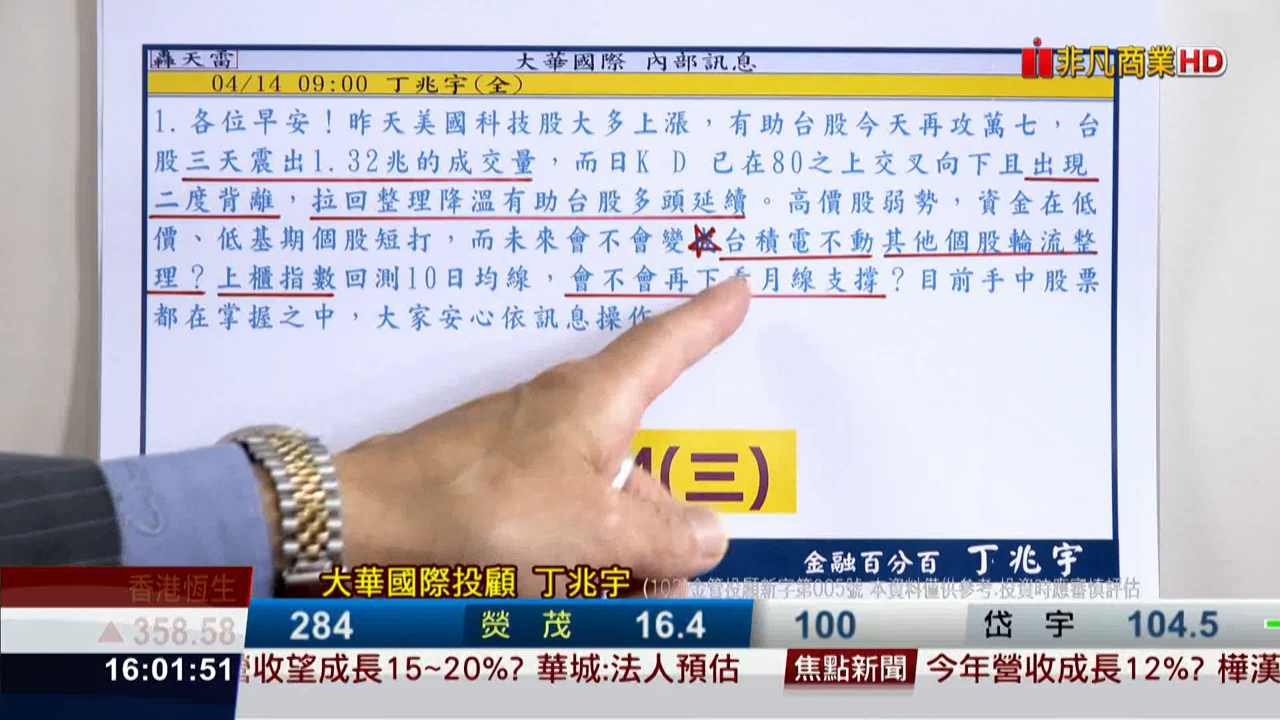 轟天雷
大華國際 內部訊息
非凡商業HD
04/14 09:00 丁兆宇(全)
1. 各位早安！昨天美國科技股大多上漲，有助台股今天再攻萬七，台
股三天震出1.32兆的成交量，而日KD 已在80之上交叉向下且出現
二度背離，拉回整理降溫有助台股多頭延續。高價股弱勢，資金在低
價、低基期個股短打，而未來會不會變 台積電不動其他個股輪流整
理？上櫃指數回測10日均線，會不會再下看月線支撐？目前手中股票
都在掌握之中，大家安心依訊息操作
(三)
金融百分百 丁兆宇
大華國際投顧 丁兆宇
金管投顧新字第005號 本資料僅供參考.投資時應審慎評估
香港恆生
▲358.58
284 熒茂 16.4 100 岱宇 104.5
16:01:51
營收望成長15~20%? 華城:法人預估 焦點新聞 今年營收成長12%? 樺漢